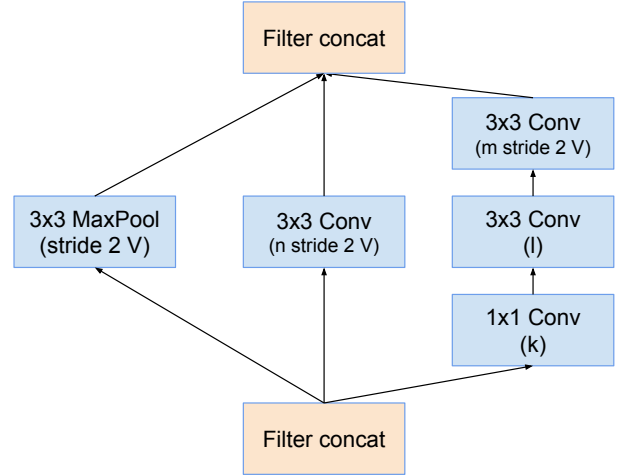 Filter concat
3x3 Conv
(m stride 2 V)
3x3 MaxPool
(stride 2 V)
3x3 Conv
(n stride 2 V)
3x3 Conv
(l)
1x1 Conv
(k)
Filter concat